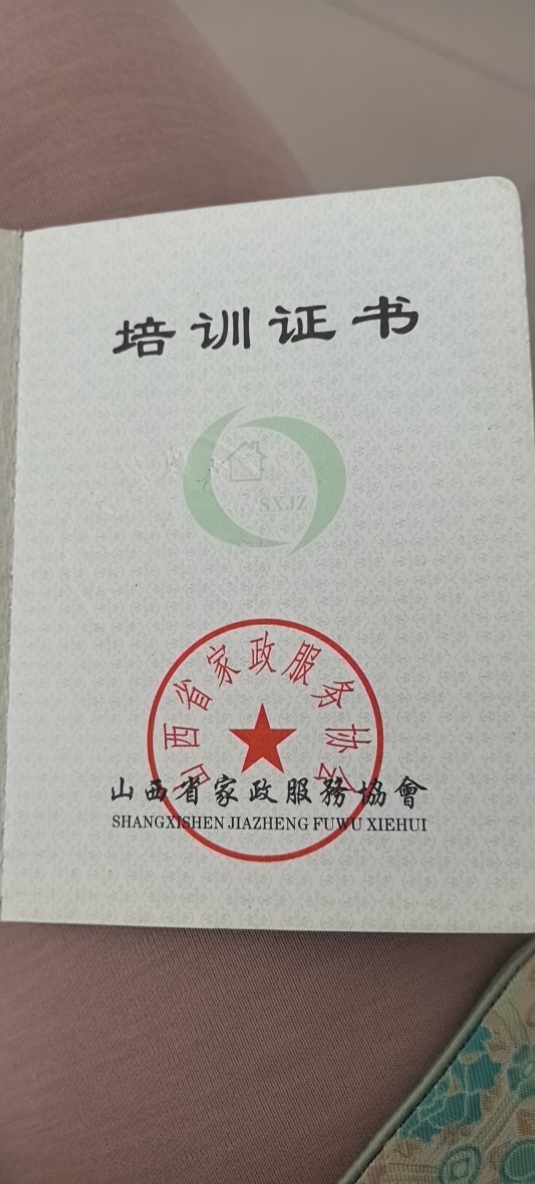 培训证书
SXJZ
山西省家政服务协会
山西省家政服務協會
SHANGXISHEN JIAZHENG FUWU XIEHUI